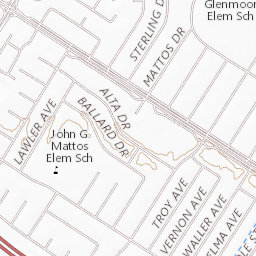 Glenmoor
Elem Sch
STERLING D
MATTOS DR
LAWLER AVE
ALTA DR
BALLARD DR
John G
Mattos
Elem Sch
TROY AVE
VERNON AVE
WALLER AVE
ELMA AVE